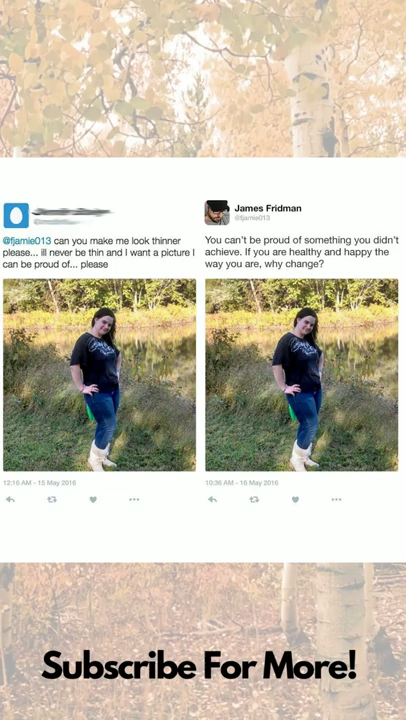 @fjamie013 can you make me look thinner
please... ill never be thin and I want a picture I
can be proud of... please
12:16 AM - 15 May 2016
James Fridman
@fjamie013
You can't be proud of something you didn't
achieve. If you are healthy and happy the
way you are, why change?
10:36 AM - 16 May 2016
Subscribe For More!